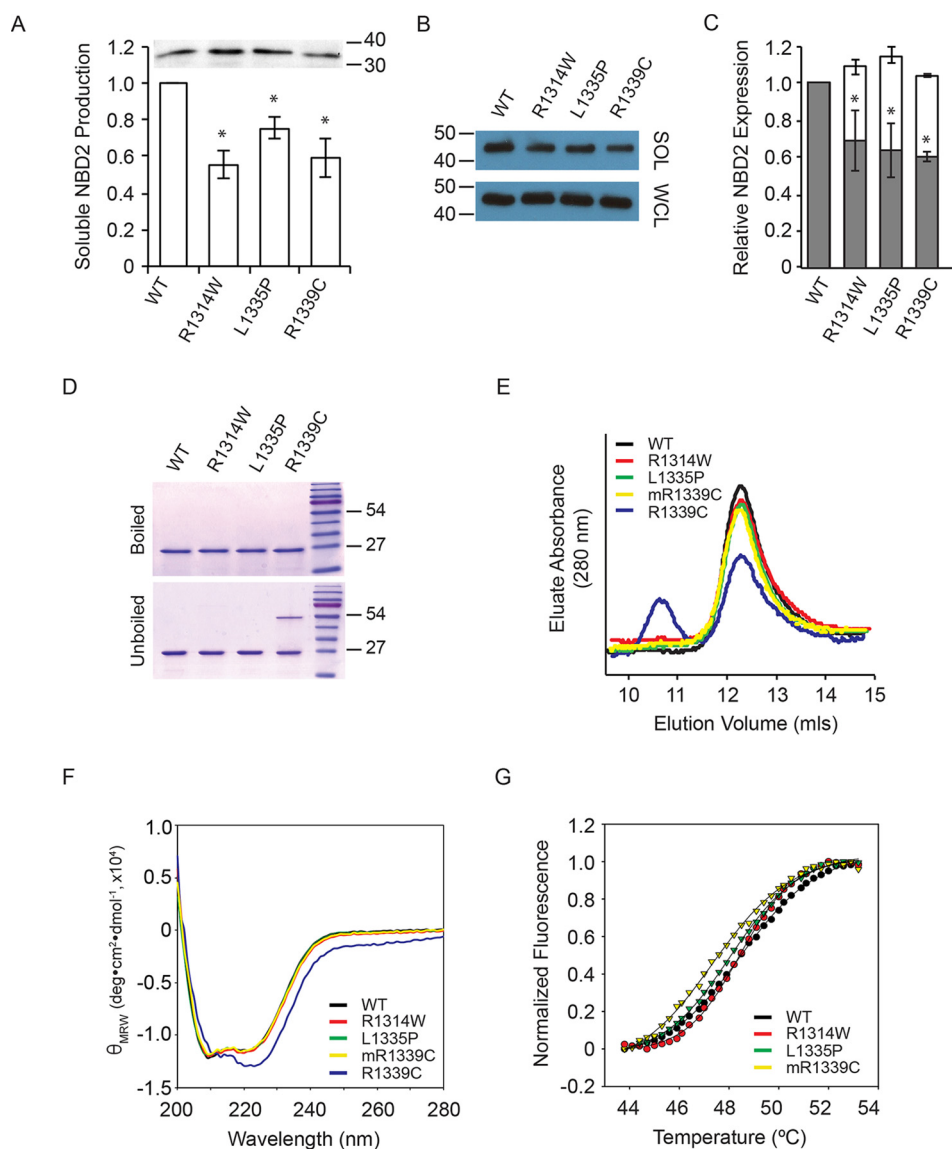 A
Soluble NBD2 Production
1.2
1.0
0.8
0.6
0.4
0.2
0
40
30
*
*
*
WT
R1314W
L1335P
R1339C
B
WT
R1314W
L1335P
R1339C
50
40
SOL
50
40
WCL
C
Relative NBD2 Expression
1.2
1.0
0.8
0.6
0.4
0.2
0
*
*
*
WT
R1314W
L1335P
R1339C
D
WT
R1314W
L1335P
R1339C
Boiled
54
27
Unboiled
54
27
E
WT
R1314W
L1335P
mR1339C
R1339C
Eluate Absorbance
(280 nm)
10 11 12 13 14 15
Elution Volume (mls)
F
θMRW (deg•cm²•dmol⁻¹, x10⁴)
1.0
0.5
0
-0.5
-1.0
-1.5
WT
R1314W
L1335P
mR1339C
R1339C
200 220 240 260 280
Wavelength (nm)
G
Normalized Fluorescence
1.2
1.0
0.8
0.6
0.4
0.2
0
-0.2
WT
R1314W
L1335P
mR1339C
44 46 48 50 52 54
Temperature (ºC)